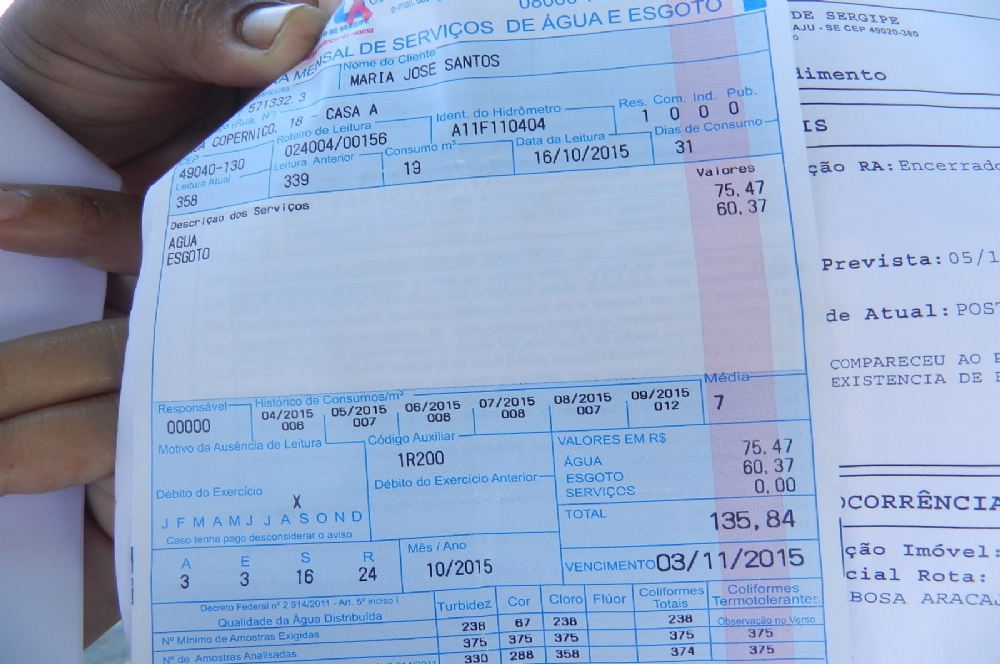 MENSAL DE SERVIÇOS DE ÁGUA E ESGOTO
Nome do Cliente
MARIA JOSE SANTOS
571332.3
COPERNICO, 18 - CASA A
Ident. do Hidrômetro
A11F110404
Res. Com. Ind. Pub.
1 0 0 0
49040-130
Roteiro de Leitura
024004/00156
Data da Leitura
16/10/2015
Dias de Consumo
31
Leitura Atual
358
Leitura Anterior
339
Consumo m³
19
Descriçao dos Serviços
Valores
AGUA 75,47
ESGOTO 60,37
Responsável
00000
Histórico de Consumos/m³
04/2015 05/2015 06/2015 07/2015 08/2015 09/2015
006 007 006 008 007 012
Média
7
Motivo da Ausência de Leitura
Código Auxiliar
1R200
VALORES EM R$
ÁGUA 75,47
ESGOTO 60,37
SERVIÇOS 0,00
Débito do Exercício
X
J F M A M J J A S O N D
Caso tenha pago desconsiderar o aviso
Débito do Exercício Anterior
TOTAL 135,84
A E S R
3 3 16 24
Mês / Ano
10/2015
VENCIMENTO 03/11/2015
Decreto Federal nº 2.914/2011 - Art. 5º inciso I
Qualidade da Água Distribuída
Turbidez Cor Cloro Flúor Coliformes Totais Coliformes Termotolerantes
Nº Mínimo de Amostras Exigidas 238 67 238 238 Observação no Verso
Nº de Amostras Analisadas 375 375 375 375 375
330 288 358 374 375
DE SERGIPE
AJU - SE CEP 49020-380
limento
IS
ção RA: Encerrado
Prevista: 05/1
de Atual: POS
COMPARECEU AO
EXISTENCIA DE
OCORRÊNCIA
ção Imóvel:
cial Rota:
BOSA ARACAJ